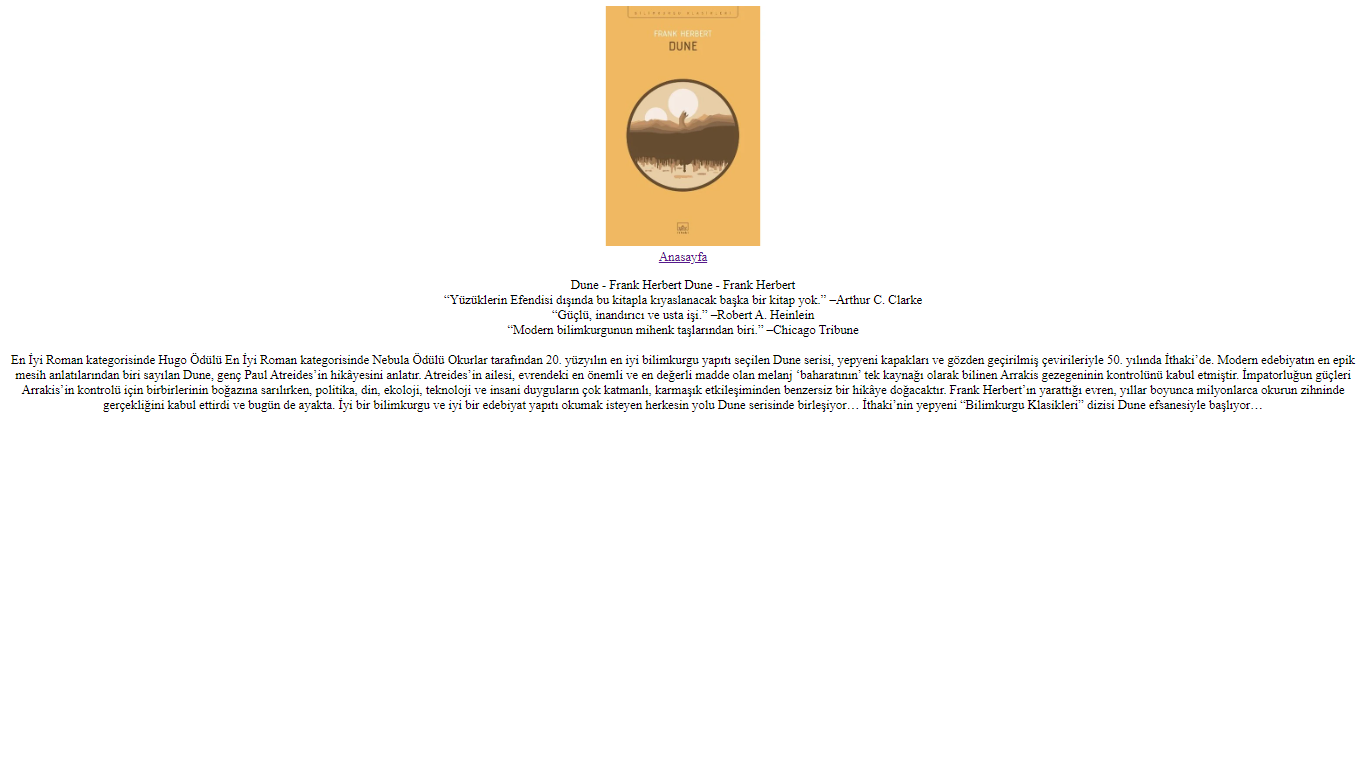 BİLİMKURGU KLASİKLERİ
FRANK HERBERT
DUNE
Anasayfa
Dune - Frank Herbert Dune - Frank Herbert
“Yüzüklerin Efendisi dışında bu kitapla kıyaslanacak başka bir kitap yok.” –Arthur C. Clarke
“Güçlü, inandırıcı ve usta işi.” –Robert A. Heinlein
“Modern bilimkurgunun mihenk taşlarından biri.” –Chicago Tribune
En İyi Roman kategorisinde Hugo Ödülü En İyi Roman kategorisinde Nebula Ödülü Okurlar tarafından 20. yüzyılın en iyi bilimkurgu yapıtı seçilen Dune serisi, yepyeni kapakları ve gözden geçirilmiş çevirileriyle 50. yılında İthaki’de. Modern edebiyatın en epik
mesih anlatılarından biri sayılan Dune, genç Paul Atreides’in hikâyesini anlatır. Atreides’in ailesi, evrendeki en önemli ve en değerli madde olan melanj ‘baharatının’ tek kaynağı olarak bilinen Arrakis gezegeninin kontrolünü kabul etmiştir. İmpatorluğun güçleri
Arrakis’in kontrolü için birbirlerinin boğazına sarılırken, politika, din, ekoloji, teknoloji ve insani duyguların çok katmanlı, karmaşık etkileşiminden benzersiz bir hikâye doğacaktır. Frank Herbert’ın yarattığı evren, yıllar boyunca milyonlarca okurun zihninde
gerçekliğini kabul ettirdi ve bugün de ayakta. İyi bir bilimkurgu ve iyi bir edebiyat yapıtı okumak isteyen herkesin yolu Dune serisinde birleşiyor… İthaki’nin yepyeni “Bilimkurgu Klasikleri” dizisi Dune efsanesiyle başlıyor…